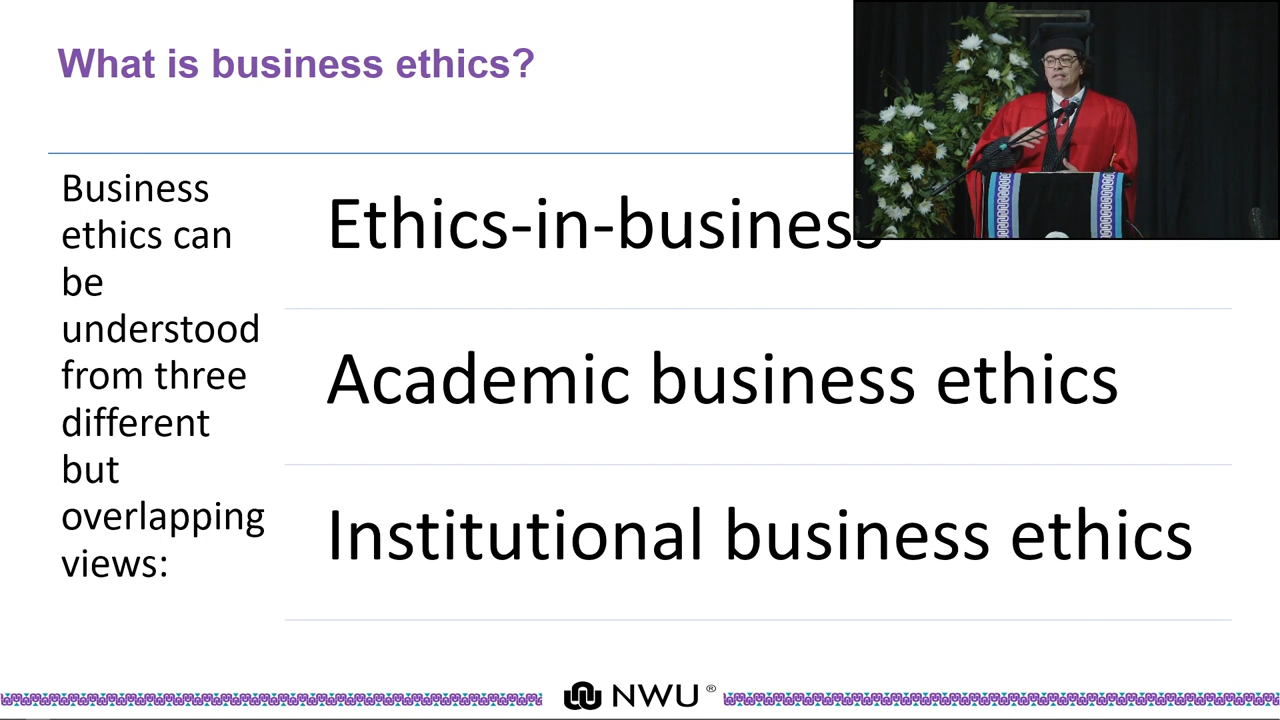 What is business ethics?
Business
ethics can
be
understood
from three
different
but
overlapping
views:
Ethics-in-business
Academic business ethics
Institutional business ethics
NWU®